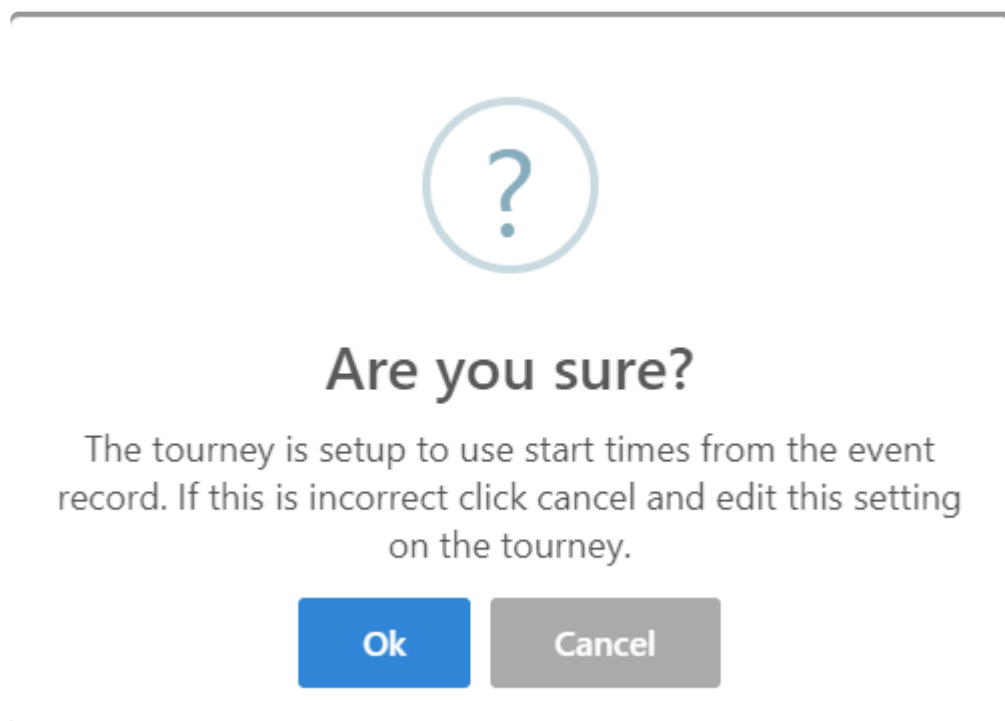 ?
Are you sure?
The tourney is setup to use start times from the event
record. If this is incorrect click cancel and edit this setting
on the tourney.
Ok
Cancel